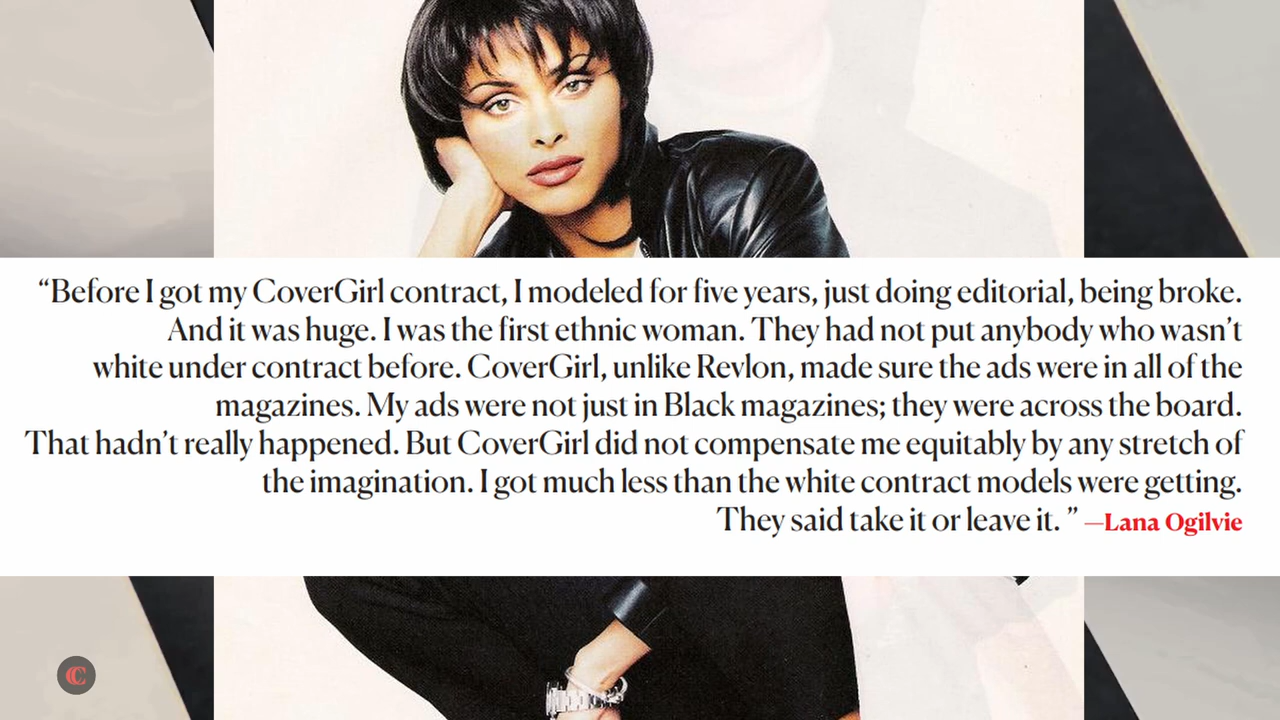 “Before I got my CoverGirl contract, I modeled for five years, just doing editorial, being broke.
And it was huge. I was the first ethnic woman. They had not put anybody who wasn’t
white under contract before. CoverGirl, unlike Revlon, made sure the ads were in all of the
magazines. My ads were not just in Black magazines; they were across the board.
That hadn’t really happened. But CoverGirl did not compensate me equitably by any stretch of
the imagination. I got much less than the white contract models were getting.
They said take it or leave it. ” —Lana Ogilvie
CC